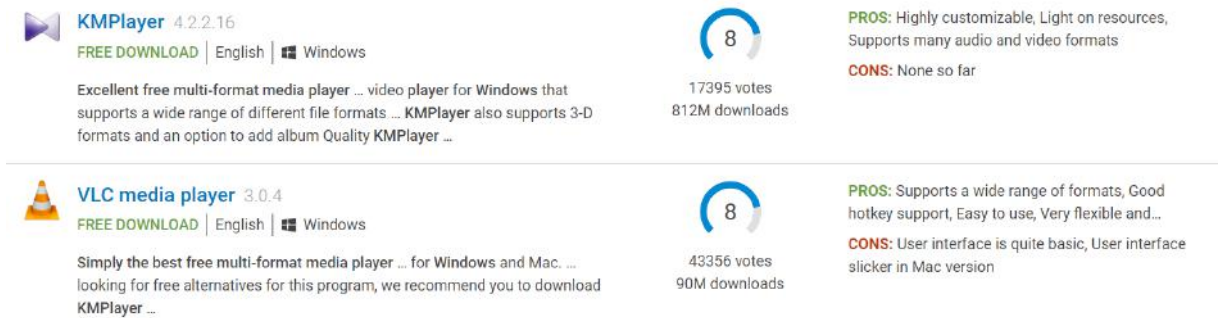 KMPlayer 4.2.2.16
FREE DOWNLOAD English Windows
Excellent free multi-format media player ... video player for Windows that
supports a wide range of different file formats ... KMPlayer also supports 3-D
formats and an option to add album Quality KMPlayer ...
8
17395 votes
812M downloads
PROS: Highly customizable, Light on resources,
Supports many audio and video formats
CONS: None so far
VLC media player 3.0.4
FREE DOWNLOAD English Windows
Simply the best free multi-format media player ... for Windows and Mac. ...
looking for free alternatives for this program, we recommend you to download
KMPlayer ...
8
43356 votes
90M downloads
PROS: Supports a wide range of formats, Good
hotkey support, Easy to use, Very flexible and...
CONS: User interface is quite basic, User interface
slicker in Mac version